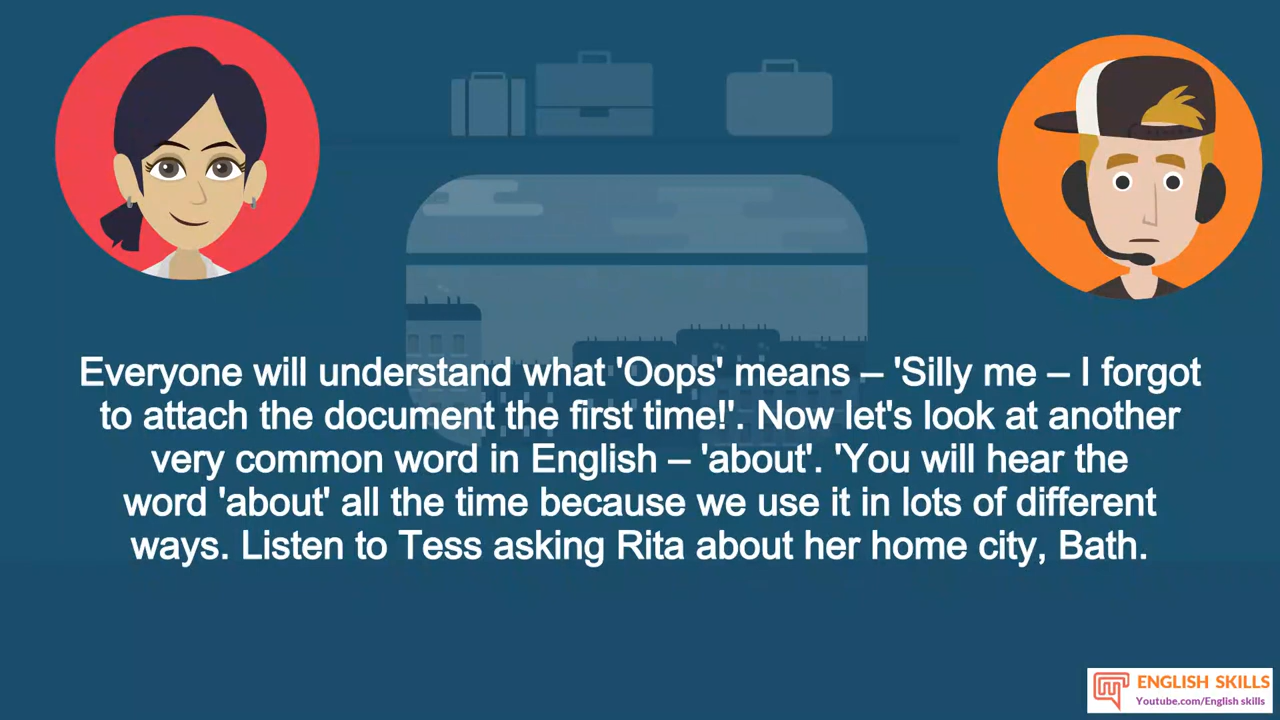 Everyone will understand what 'Oops' means – 'Silly me – I forgot
to attach the document the first time!'. Now let's look at another
very common word in English – 'about'. 'You will hear the
word 'about' all the time because we use it in lots of different
ways. Listen to Tess asking Rita about her home city, Bath.
ENGLISH SKILLS
Youtube.com/English skills